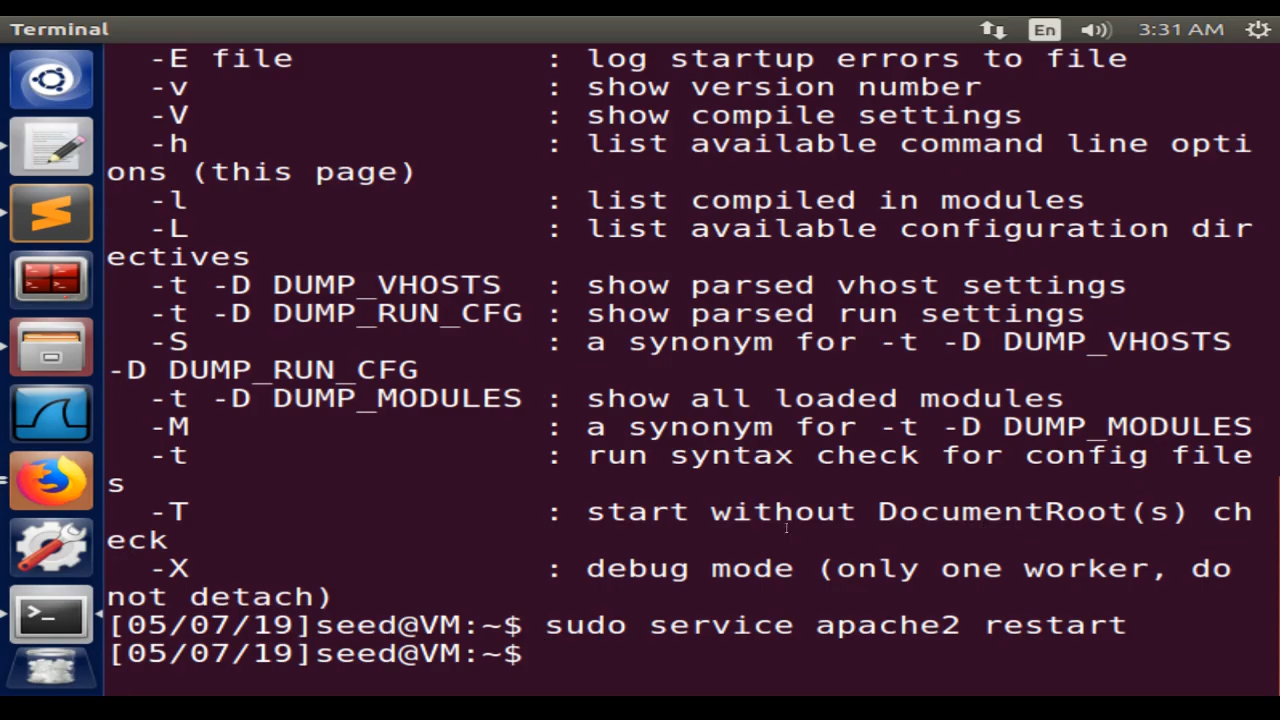 Terminal
En
3:31 AM
-E file : log startup errors to file
-v : show version number
-V : show compile settings
-h : list available command line opti
ons (this page)
-l : list compiled in modules
-L : list available configuration dir
ectives
-t -D DUMP_VHOSTS : show parsed vhost settings
-t -D DUMP_RUN_CFG : show parsed run settings
-S : a synonym for -t -D DUMP_VHOSTS
-D DUMP_RUN_CFG
-t -D DUMP_MODULES : show all loaded modules
-M : a synonym for -t -D DUMP_MODULES
-t : run syntax check for config file
s
-T : start without DocumentRoot(s) ch
eck
-X : debug mode (only one worker, do
not detach)
[05/07/19]seed@VM:~$ sudo service apache2 restart
[05/07/19]seed@VM:~$